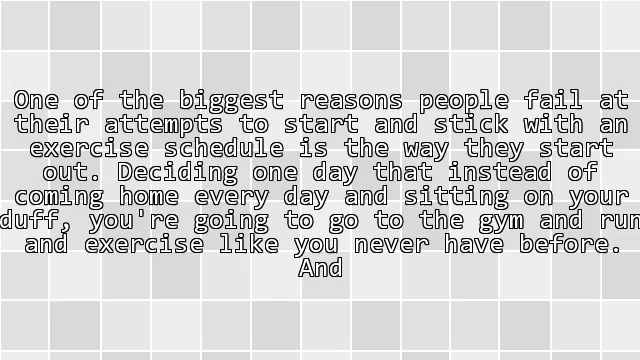 One of the biggest reasons people fail at
their attempts to start and stick with an
exercise schedule is the way they start
out. Deciding one day that instead of
coming home every day and sitting on your
duff, you're going to go to the gym and run
and exercise like you never have before.
And